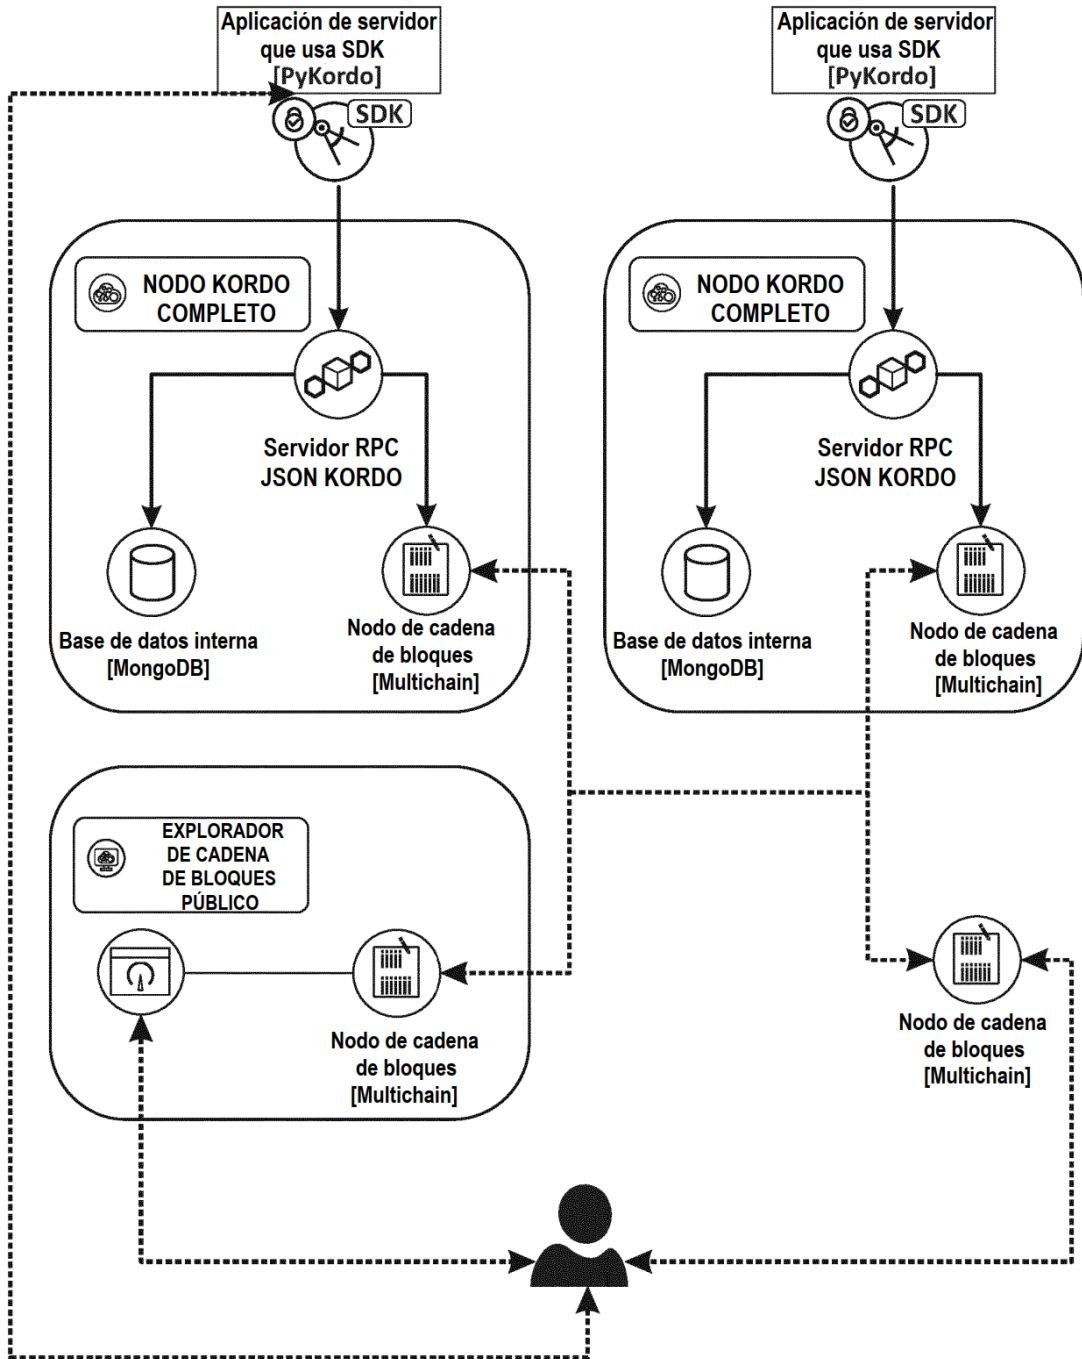 Aplicación de servidor
que usa SDK
[PyKordo]
SDK
Aplicación de servidor
que usa SDK
[PyKordo]
SDK
NODO KORDO
COMPLETO
Servidor RPC
JSON KORDO
Base de datos interna
[MongoDB]
Nodo de cadena
de bloques
[Multichain]
NODO KORDO
COMPLETO
Servidor RPC
JSON KORDO
Base de datos interna
[MongoDB]
Nodo de cadena
de bloques
[Multichain]
EXPLORADOR
DE CADENA
DE BLOQUES
PÚBLICO
Nodo de cadena
de bloques
[Multichain]
Nodo de cadena
de bloques
[Multichain]